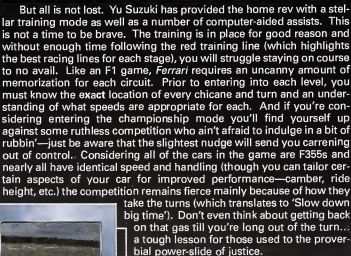 But all is not lost. Yu Suzuki has provided the home rev with a stel-
lar training mode as well as a number of computer-aided assists. This
is not a time to be brave. The training is in place for good reason and
without enough time following the red training line (which highlights
the best racing lines for each stage), you will struggle staying on course
to no avail. Like an F1 game, Ferrari requires an uncanny amount of
memorization for each circuit. Prior to entering into each level, you
must know the exact location of every chicane and turn and an under-
standing of what speeds are appropriate for each. And if you're con-
sidering entering the championship mode you'll find yourself up
against some ruthless competition who ain't afraid to indulge in a bit of
rubbin'—just be aware that the slightest nudge will send you carrening
out of control. Considering all of the cars in the game are F355s and
nearly all have identical speed and handling (though you can tailor cer-
tain aspects of your car for improved performance—camber, ride
height, etc.) the competition remains fierce mainly because of how they
take the turns (which translates to 'Slow down
big time'). Don't even think about getting back
on that gas till you're long out of the turn...
a tough lesson for those used to the prover-
bial power-slide of justice.